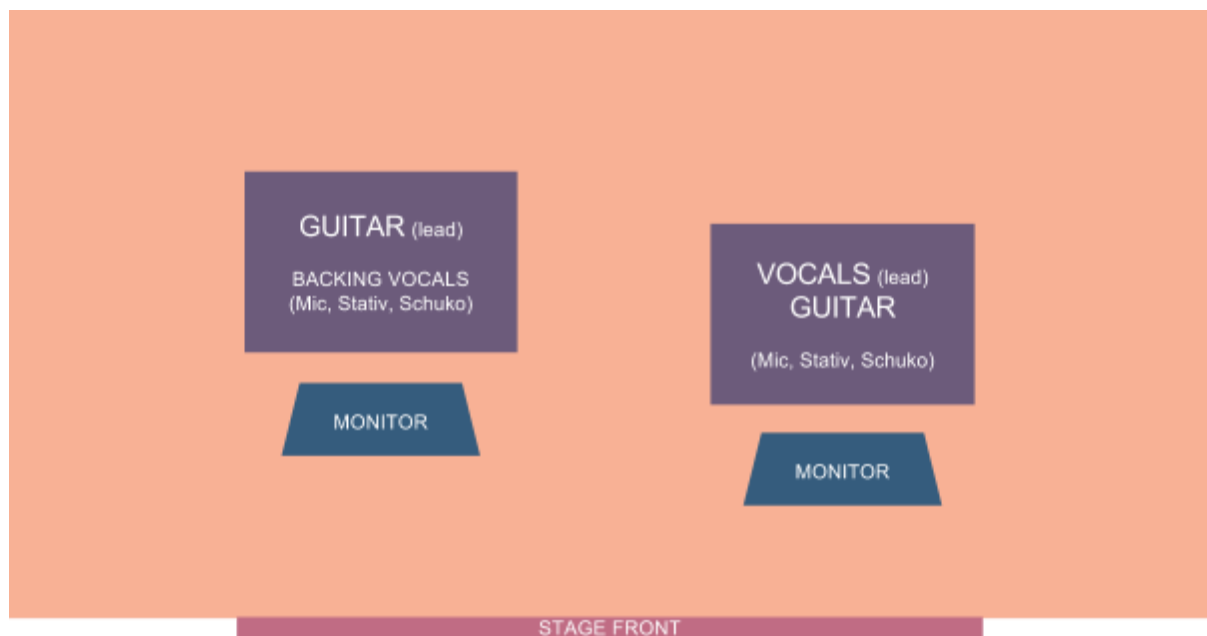 GUITAR (lead)
BACKING VOCALS
(Mic, Stativ, Schuko)
MONITOR
VOCALS (lead)
GUITAR
(Mic, Stativ, Schuko)
MONITOR
STAGE FRONT